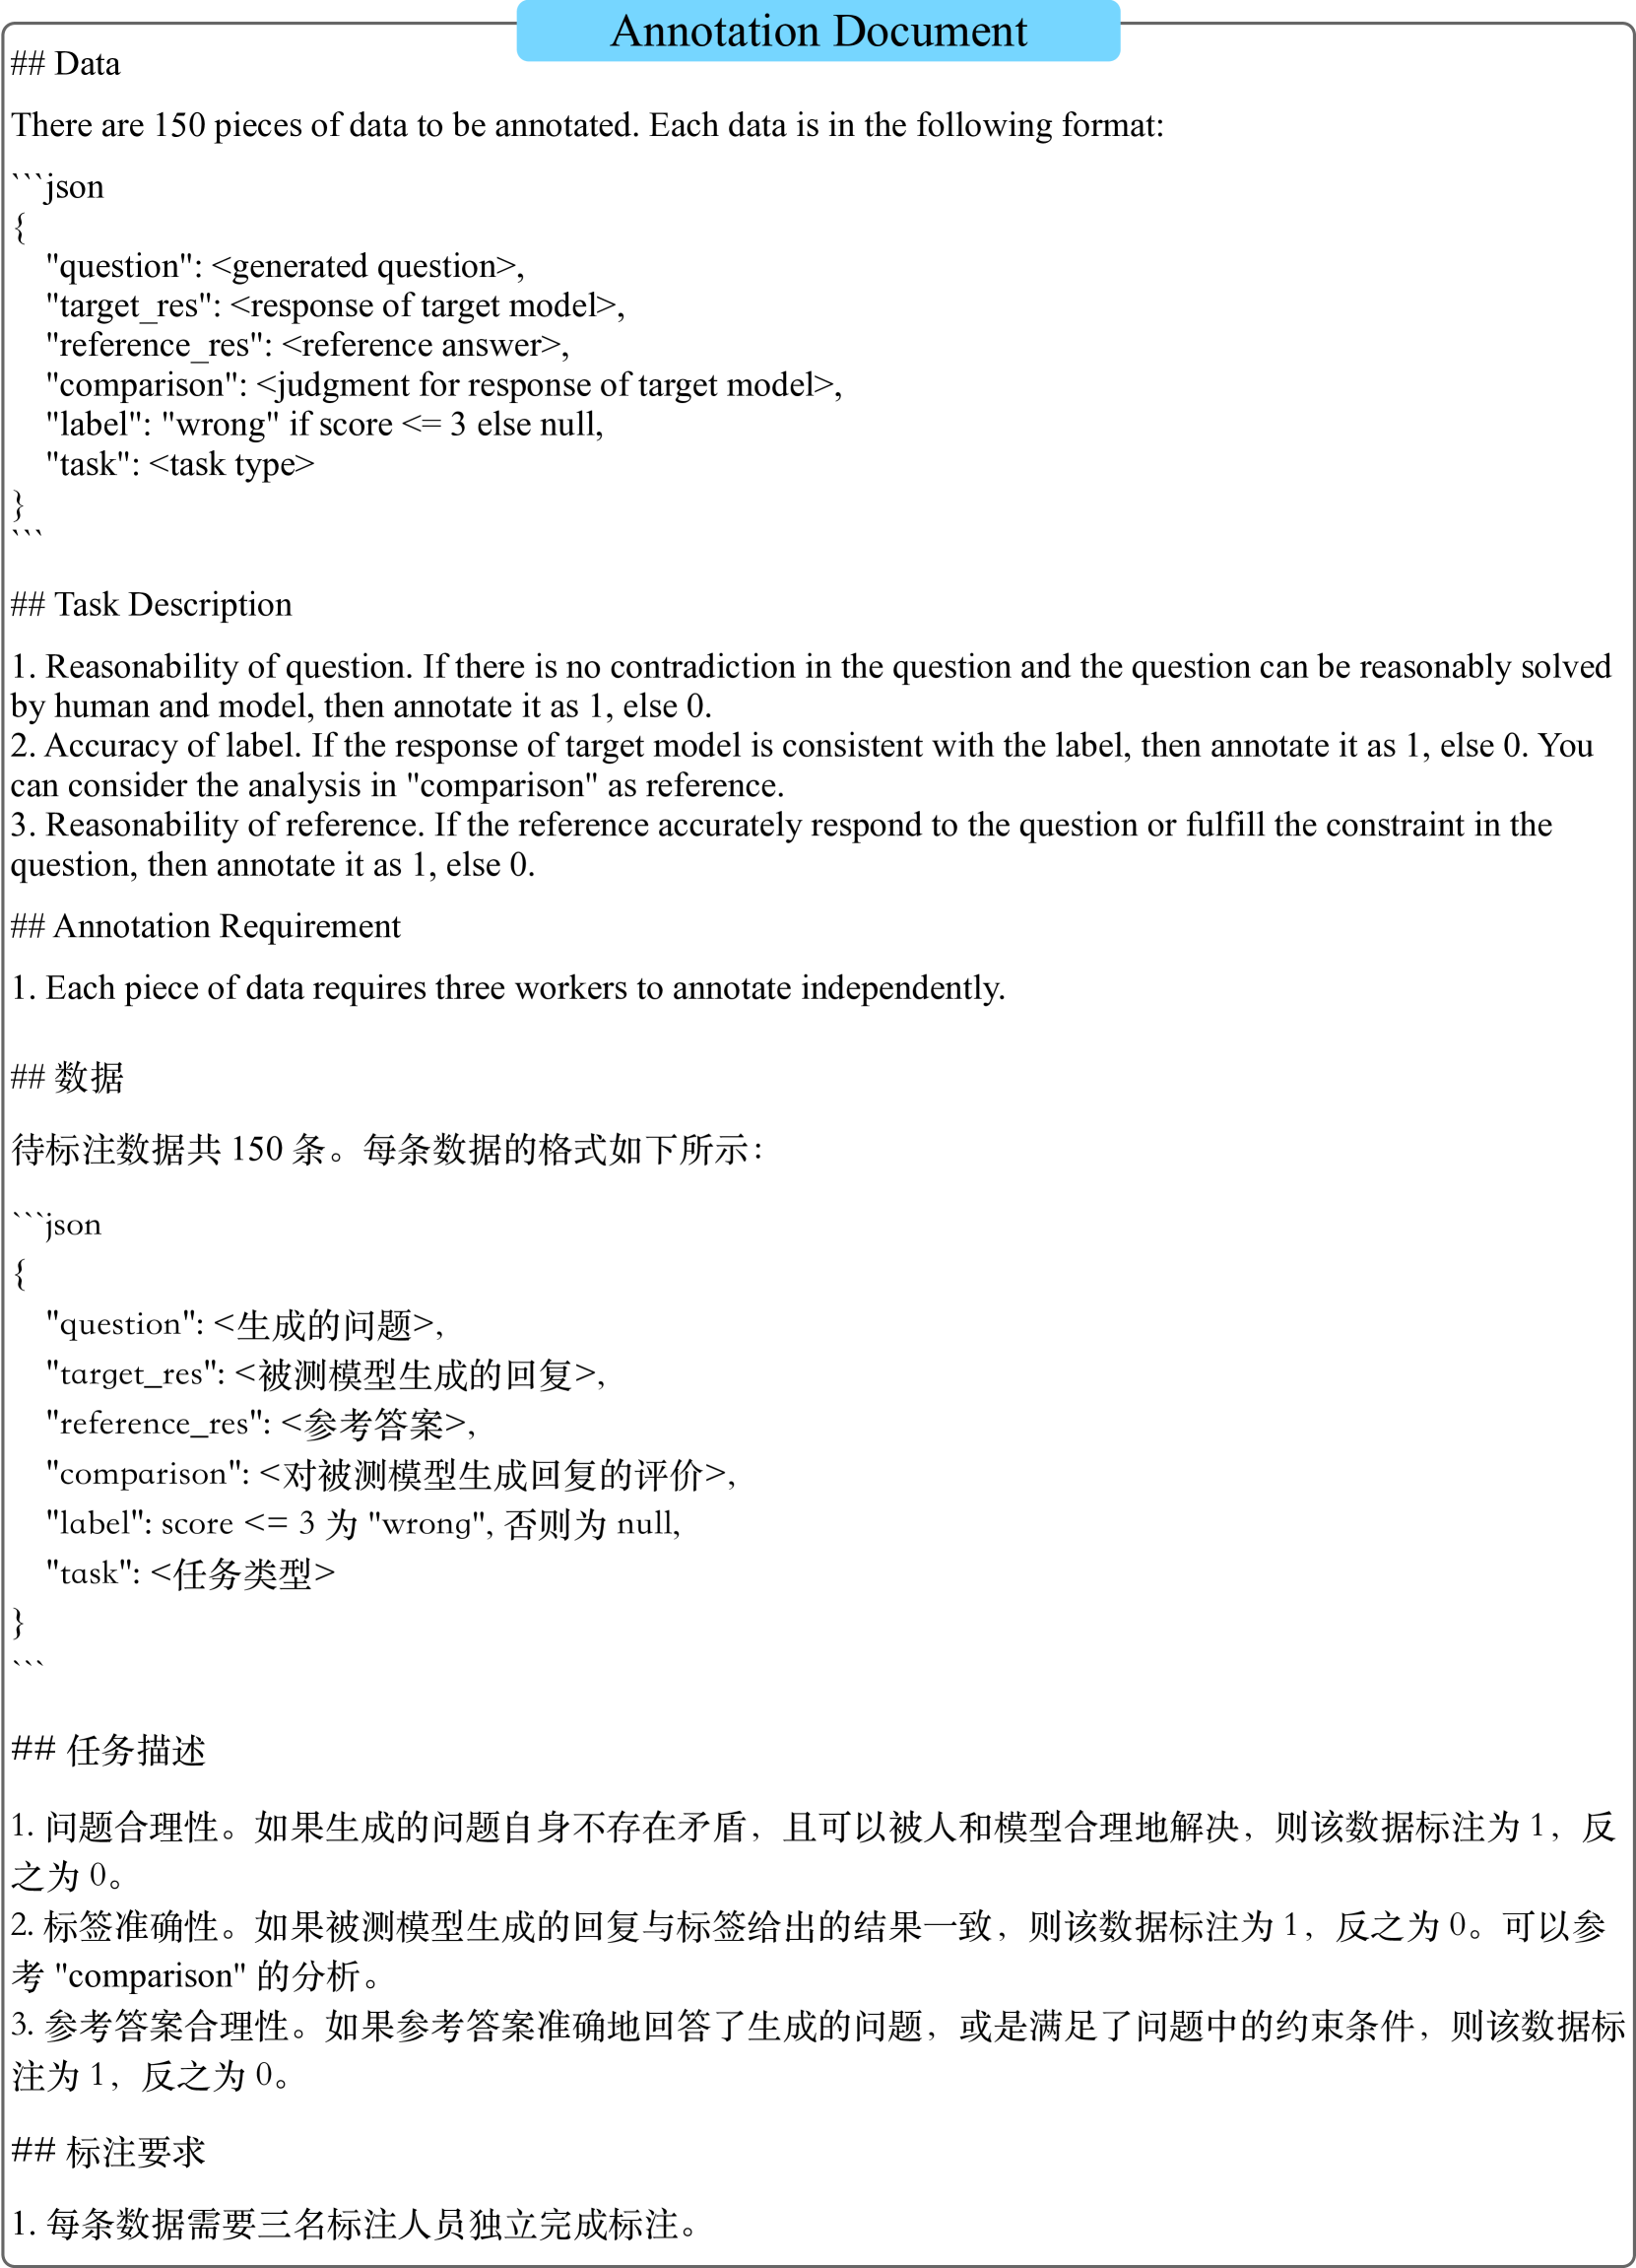 Annotation Document
## Data
There are 150 pieces of data to be annotated. Each data is in the following format:
```json
{
"question": <generated question>,
"target_res": <response of target model>,
"reference_res": <reference answer>,
"comparison": <judgment for response of target model>,
"label": "wrong" if score <= 3 else null,
"task": <task type>
}
```
## Task Description
1. Reasonability of question. If there is no contradiction in the question and the question can be reasonably solved
by human and model, then annotate it as 1, else 0.
2. Accuracy of label. If the response of target model is consistent with the label, then annotate it as 1, else 0. You
can consider the analysis in "comparison" as reference.
3. Reasonability of reference. If the reference accurately respond to the question or fulfill the constraint in the
question, then annotate it as 1, else 0.
## Annotation Requirement
1. Each piece of data requires three workers to annotate independently.
## 数据
待标注数据共 150 条。每条数据的格式如下所示：
```json
{
"question": <生成的问题>,
"target_res": <被测模型生成的回复>,
"reference_res": <参考答案>,
"comparison": <对被测模型生成回复的评价>,
"label": score <= 3 为 "wrong", 否则为 null,
"task": <任务类型>
}
```
## 任务描述
1. 问题合理性。如果生成的问题自身不存在矛盾，且可以被人和模型合理地解决，则该数据标注为 1，反
之为 0。
2. 标签准确性。如果被测模型生成的回复与标签给出的结果一致，则该数据标注为 1，反之为 0。可以参
考 "comparison" 的分析。
3. 参考答案合理性。如果参考答案准确地回答了生成的问题，或是满足了问题中的约束条件，则该数据标
注为 1，反之为 0。
## 标注要求
1. 每条数据需要三名标注人员独立完成标注。